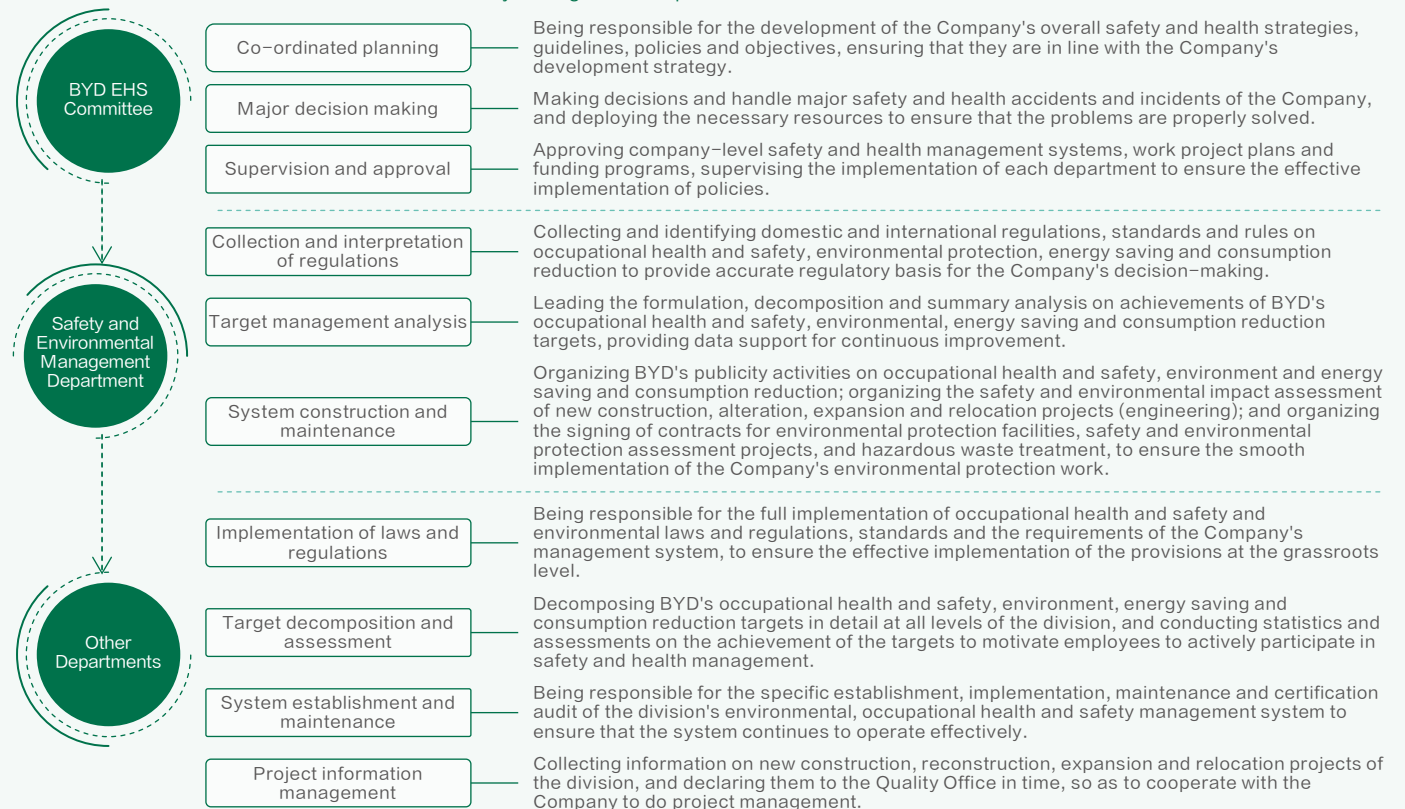 BYD EHS
Committee
Co-ordinated planning
Being responsible for the development of the Company's overall safety and health strategies,
guidelines, policies and objectives, ensuring that they are in line with the Company's
development strategy.
Major decision making
Making decisions and handle major safety and health accidents and incidents of the Company,
and deploying the necessary resources to ensure that the problems are properly solved.
Supervision and approval
Approving company-level safety and health management systems, work project plans and
funding programs, supervising the implementation of each department to ensure the effective
implementation of policies.
Safety and
Environmental
Management
Department
Collection and interpretation
of regulations
Collecting and identifying domestic and international regulations, standards and rules on
occupational health and safety, environmental protection, energy saving and consumption
reduction to provide accurate regulatory basis for the Company's decision-making.
Target management analysis
Leading the formulation, decomposition and summary analysis on achievements of BYD's
occupational health and safety, environmental, energy saving and consumption reduction
targets, providing data support for continuous improvement.
System construction and
maintenance
Organizing BYD's publicity activities on occupational health and safety, environment and energy
saving and consumption reduction; organizing the safety and environmental impact assessment
of new construction, alteration, expansion and relocation projects (engineering); and organizing
the signing of contracts for environmental protection facilities, safety and environmental
protection assessment projects, and hazardous waste treatment, to ensure the smooth
implementation of the Company's environmental protection work.
Other
Departments
Implementation of laws and
regulations
Being responsible for the full implementation of occupational health and safety and
environmental laws and regulations, standards and the requirements of the Company's
management system, to ensure the effective implementation of the provisions at the grassroots
level.
Target decomposition and
assessment
Decomposing BYD's occupational health and safety, environment, energy saving and
consumption reduction targets in detail at all levels of the division, and conducting statistics and
assessments on the achievement of the targets to motivate employees to actively participate in
safety and health management.
System establishment and
maintenance
Being responsible for the specific establishment, implementation, maintenance and certification
audit of the division's environmental, occupational health and safety management system to
ensure that the system continues to operate effectively.
Project information
management
Collecting information on new construction, reconstruction, expansion and relocation projects of
the division, and declaring them to the Quality Office in time, so as to cooperate with the
Company to do project management.